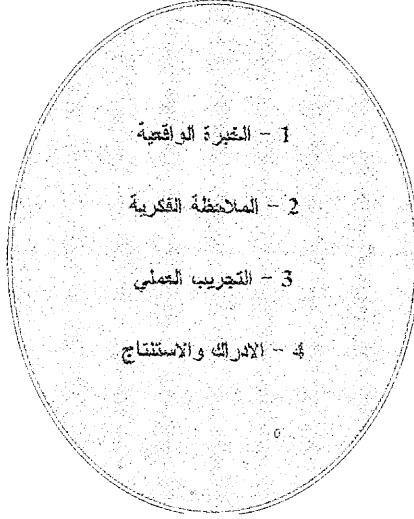 1 - الخبرة الواقعية
2 - الملاحظة الفكرية
3 - التجريب العملي
4 - الادراك والاستنتاج